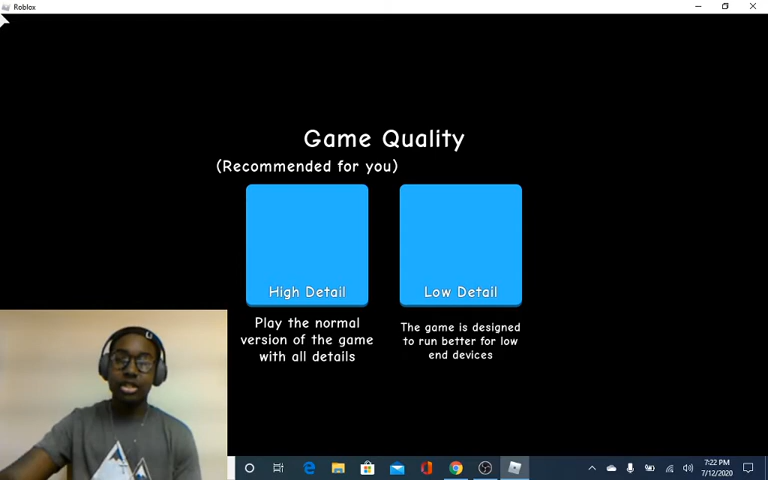 Roblox
Game Quality
(Recommended for you)
High Detail
Low Detail
Play the normal
version of the game
with all details
The game is designed
to run better for low
end devices
7:22 PM
7/12/2020